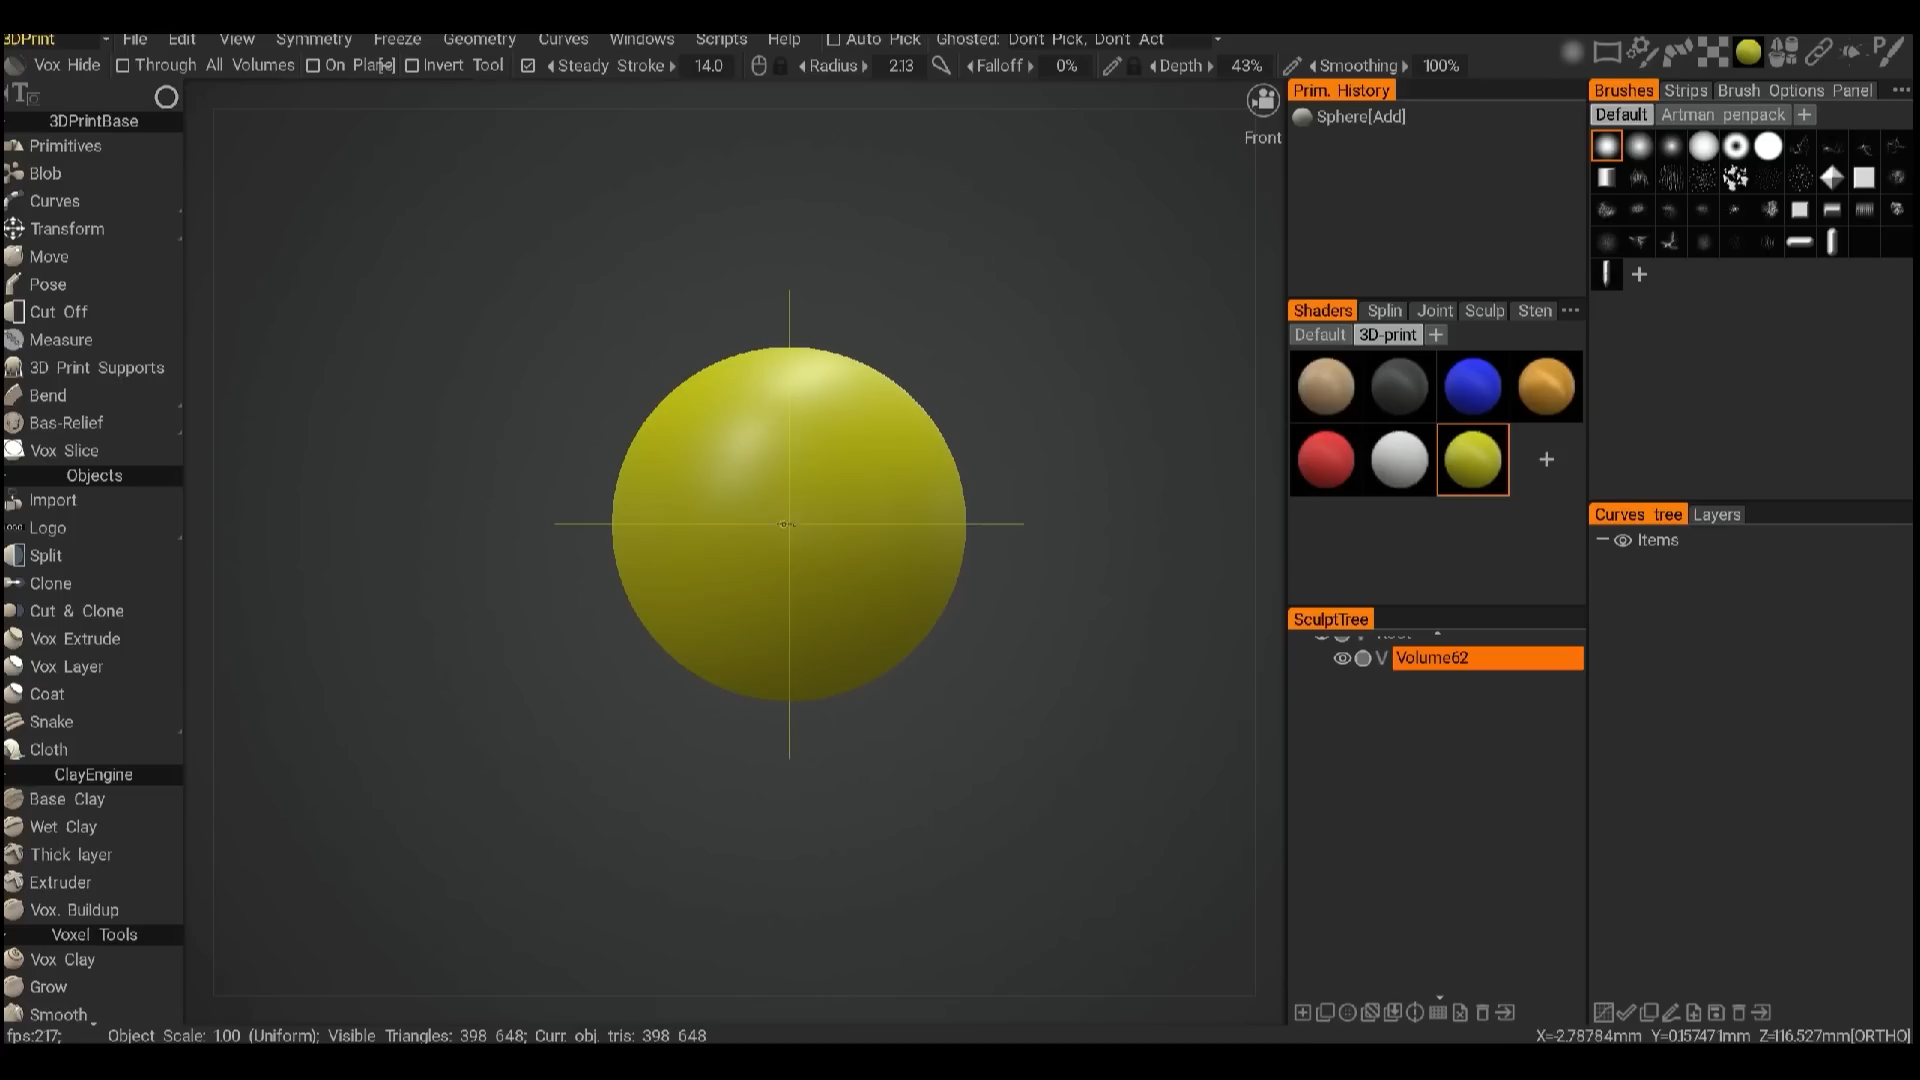 3DPrint File Edit View Symmetry Freeze Geometry Curves Windows Scripts Help Auto Pick Ghosted: Don't Pick, Don't Act
Vox Hide Through All Volumes On Plane Invert Tool Steady Stroke 14.0 Radius 2.13 Falloff 0% Depth 43% Smoothing 100%
3DPrintBase
Primitives
Blob
Curves
Transform
Move
Pose
Cut Off
Measure
3D Print Supports
Bend
Bas-Relief
Vox Slice
Objects
Import
Logo
Split
Clone
Cut & Clone
Vox Extrude
Vox Layer
Coat
Snake
Cloth
ClayEngine
Base Clay
Wet Clay
Thick layer
Extruder
Vox. Buildup
Voxel Tools
Vox Clay
Grow
Smooth
Front
Prim. History
Sphere[Add]
Shaders Splin Joint Sculp Sten
Default 3D-print +
SculptTree
V Volume62
Brushes Strips Brush Options Panel
Default Artman penpack +
Curves tree Layers
Items
fps:217; Object Scale: 1.00 (Uniform); Visible Triangles: 398 648; Curr. obj. tris: 398 648
X=-2.78784mm Y=0.157471mm Z=116.527mm[ORTHO]